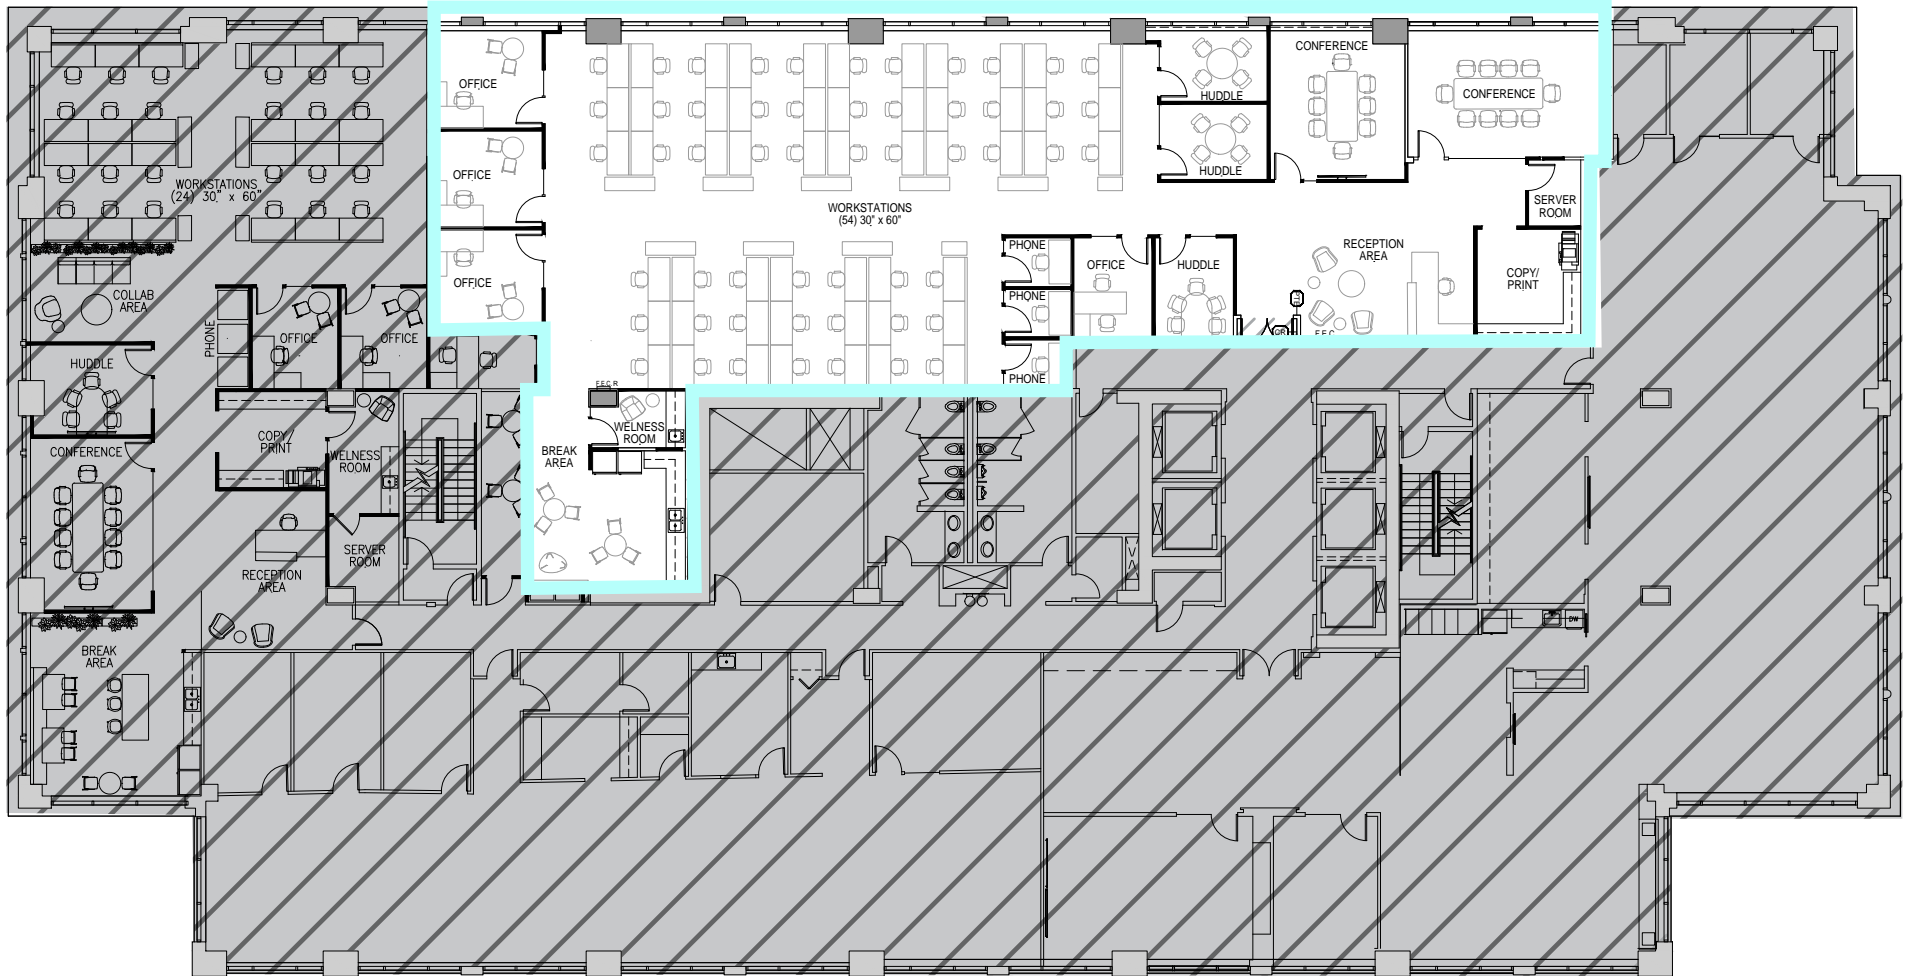 OFFICE
OFFICE
OFFICE
WORKSTATIONS
(54) 30" x 60"
HUDDLE
HUDDLE
CONFERENCE
CONFERENCE
SERVER
ROOM
RECEPTION
AREA
COPY/
PRINT
PHONE
PHONE
PHONE
OFFICE
HUDDLE
F.E.C.
F.E.C.R
WELNESS
ROOM
BREAK
AREA
WORKSTATIONS
(24) 30" x 60"
COLLAB
AREA
PHONE
OFFICE
OFFICE
HUDDLE
CONFERENCE
COPY/
PRINT
WELNESS
ROOM
SERVER
ROOM
RECEPTION
AREA
BREAK
AREA
DW